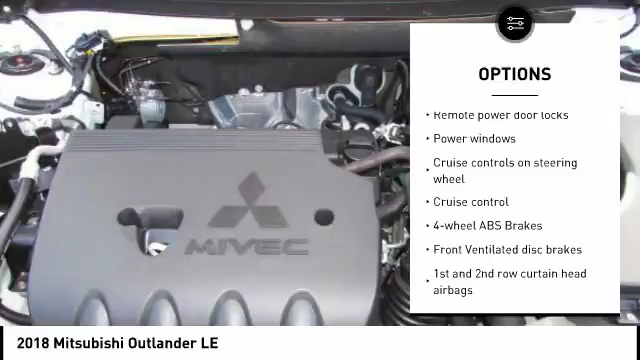 OPTIONS
Remote power door locks
Power windows
Cruise controls on steering
wheel
Cruise control
4-wheel ABS Brakes
Front Ventilated disc brakes
1st and 2nd row curtain head
airbags
MIVEC
2018 Mitsubishi Outlander LE